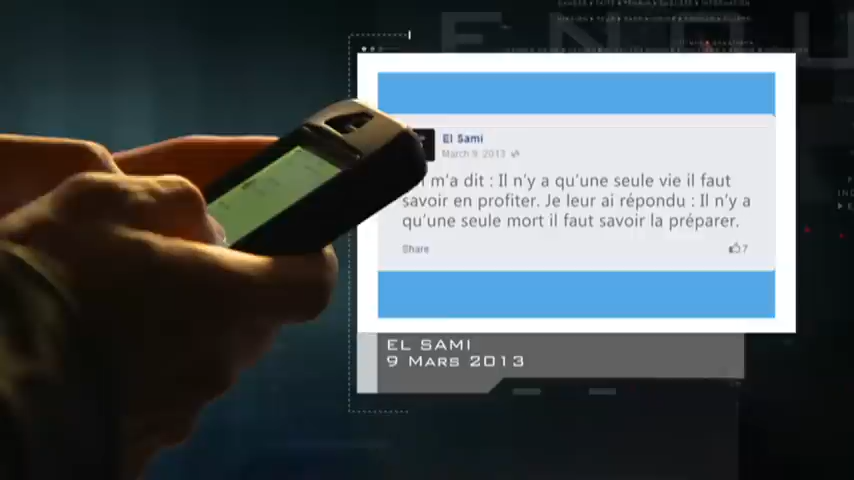 El Sami
March 9, 2013
m'a dit : Il n'y a qu'une seule vie il faut
savoir en profiter. Je leur ai répondu : Il n'y a
qu'une seule mort il faut savoir la préparer.
Share
7
EL SAMI
9 MARS 2013